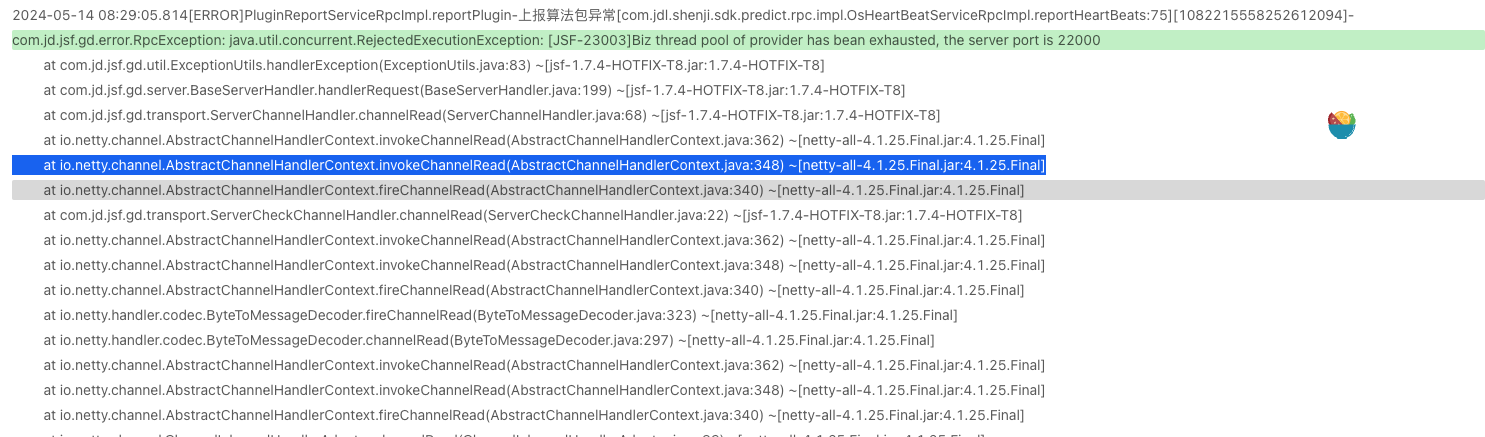 2024-05-14 08:29:05.814[ERROR]PluginReportServiceRpcImpl.reportPlugin-上报算法包异常[com.jdl.shenji.sdk.predict.rpc.impl.OsHeartBeatServiceRpcImpl.reportHeartBeats:75][1082215558252612094]-
com.jd.jsf.gd.error.RpcException: java.util.concurrent.RejectedExecutionException: [JSF-23003]Biz thread pool of provider has bean exhausted, the server port is 22000
at com.jd.jsf.gd.util.ExceptionUtils.handlerException(ExceptionUtils.java:83) ~[jsf-1.7.4-HOTFIX-T8.jar:1.7.4-HOTFIX-T8]
at com.jd.jsf.gd.server.BaseServerHandler.handlerRequest(BaseServerHandler.java:199) ~[jsf-1.7.4-HOTFIX-T8.jar:1.7.4-HOTFIX-T8]
at com.jd.jsf.gd.transport.ServerChannelHandler.channelRead(ServerChannelHandler.java:68) ~[jsf-1.7.4-HOTFIX-T8.jar:1.7.4-HOTFIX-T8]
at io.netty.channel.AbstractChannelHandlerContext.invokeChannelRead(AbstractChannelHandlerContext.java:362) ~[netty-all-4.1.25.Final.jar:4.1.25.Final]
at io.netty.channel.AbstractChannelHandlerContext.invokeChannelRead(AbstractChannelHandlerContext.java:348) ~[netty-all-4.1.25.Final.jar:4.1.25.Final]
at io.netty.channel.AbstractChannelHandlerContext.fireChannelRead(AbstractChannelHandlerContext.java:340) ~[netty-all-4.1.25.Final.jar:4.1.25.Final]
at com.jd.jsf.gd.transport.ServerCheckChannelHandler.channelRead(ServerCheckChannelHandler.java:22) ~[jsf-1.7.4-HOTFIX-T8.jar:1.7.4-HOTFIX-T8]
at io.netty.channel.AbstractChannelHandlerContext.invokeChannelRead(AbstractChannelHandlerContext.java:362) ~[netty-all-4.1.25.Final.jar:4.1.25.Final]
at io.netty.channel.AbstractChannelHandlerContext.invokeChannelRead(AbstractChannelHandlerContext.java:348) ~[netty-all-4.1.25.Final.jar:4.1.25.Final]
at io.netty.channel.AbstractChannelHandlerContext.fireChannelRead(AbstractChannelHandlerContext.java:340) ~[netty-all-4.1.25.Final.jar:4.1.25.Final]
at io.netty.handler.codec.ByteToMessageDecoder.fireChannelRead(ByteToMessageDecoder.java:323) ~[netty-all-4.1.25.Final.jar:4.1.25.Final]
at io.netty.handler.codec.ByteToMessageDecoder.channelRead(ByteToMessageDecoder.java:297) ~[netty-all-4.1.25.Final.jar:4.1.25.Final]
at io.netty.channel.AbstractChannelHandlerContext.invokeChannelRead(AbstractChannelHandlerContext.java:362) ~[netty-all-4.1.25.Final.jar:4.1.25.Final]
at io.netty.channel.AbstractChannelHandlerContext.invokeChannelRead(AbstractChannelHandlerContext.java:348) ~[netty-all-4.1.25.Final.jar:4.1.25.Final]
at io.netty.channel.AbstractChannelHandlerContext.fireChannelRead(AbstractChannelHandlerContext.java:340) ~[netty-all-4.1.25.Final.jar:4.1.25.Final]